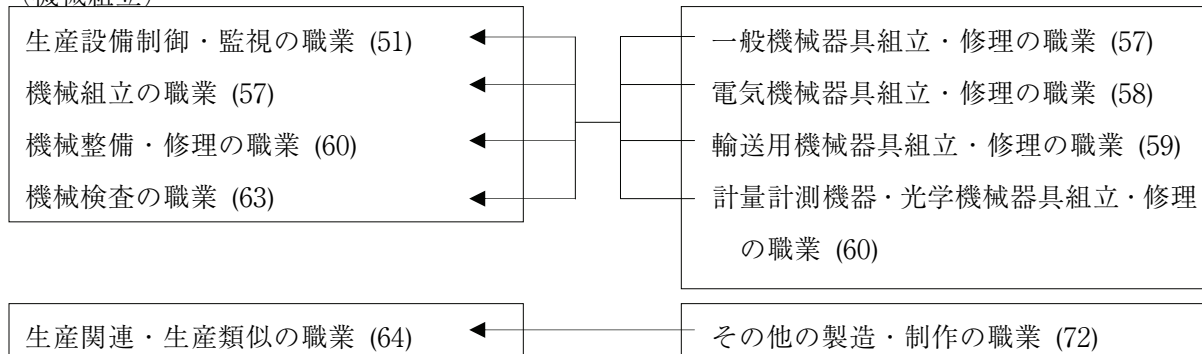 （機械組立）
生産設備制御・監視の職業 (51)
機械組立の職業 (57)
機械整備・修理の職業 (60)
機械検査の職業 (63)
一般機械器具組立・修理の職業 (57)
電気機械器具組立・修理の職業 (58)
輸送用機械器具組立・修理の職業 (59)
計量計測機器・光学機械器具組立・修理
の職業 (60)
生産関連・生産類似の職業 (64)
その他の製造・制作の職業 (72)